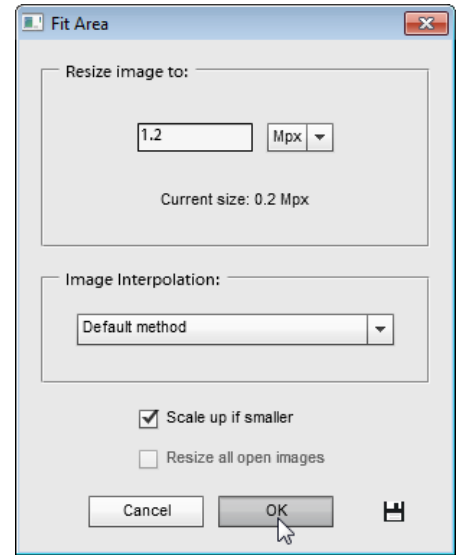 Fit Area
Resize image to:
1.2 Mpx
Current size: 0.2 Mpx
Image Interpolation:
Default method
Scale up if smaller
Resize all open images
Cancel OK